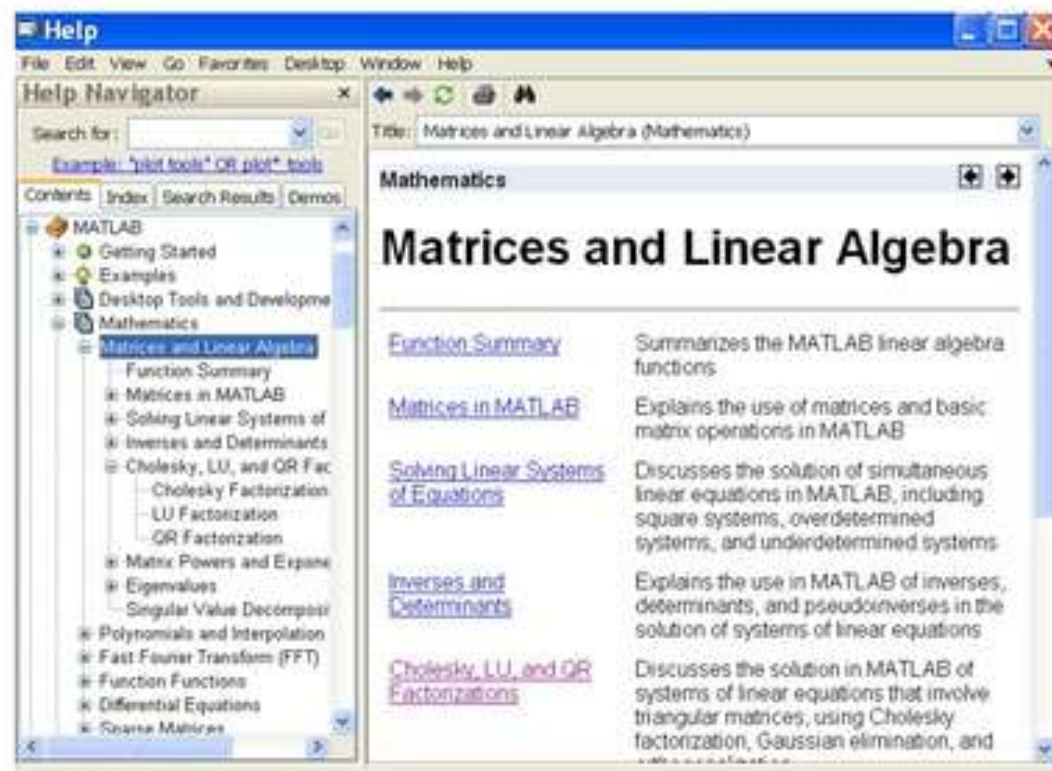 Help
File Edit View Go Favorites Desktop Window Help
Help Navigator
Search for:
Go
Example: "plot tools" OR plot* tools
Contents Index Search Results Demos
MATLAB
Getting Started
Examples
Desktop Tools and Developme
Mathematics
Matrices and Linear Algebra
Function Summary
Matrices in MATLAB
Solving Linear Systems of
Inverses and Determinants
Cholesky, LU, and QR Fac
Cholesky Factorization
LU Factorization
QR Factorization
Matrix Powers and Expone
Eigenvalues
Singular Value Decomposi
Polynomials and Interpolation
Fast Fourier Transform (FFT)
Function Functions
Differential Equations
Sparse Matrices
Title: Matrices and Linear Algebra (Mathematics)
Mathematics
Matrices and Linear Algebra
Function Summary
Summarizes the MATLAB linear algebra
functions
Matrices in MATLAB
Explains the use of matrices and basic
matrix operations in MATLAB
Solving Linear Systems
of Equations
Discusses the solution of simultaneous
linear equations in MATLAB, including
square systems, overdetermined
systems, and underdetermined systems
Inverses and
Determinants
Explains the use in MATLAB of inverses,
determinants, and pseudoinverses in the
solution of systems of linear equations
Cholesky, LU, and QR
Factorizations
Discusses the solution in MATLAB of
systems of linear equations that involve
triangular matrices, using Cholesky
factorization, Gaussian elimination, and